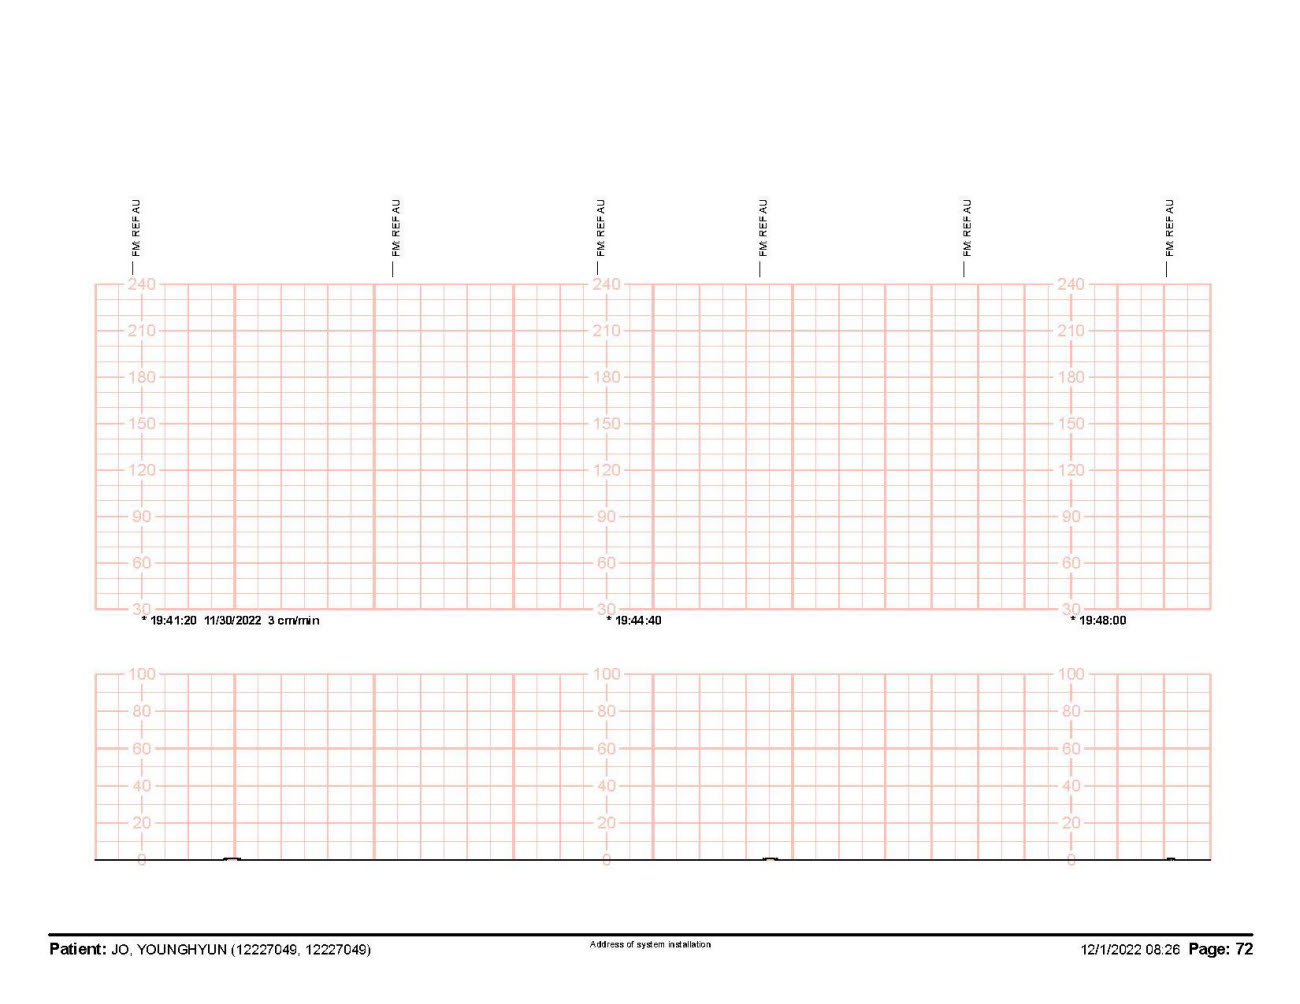 FM: REF AU FM: REF AU FM: REF AU FM: REF AU FM: REF AU FM: REF AU
240 240 240
210 210 210
180 180 180
150 150 150
120 120 120
90 90 90
60 60 60
30 30 30
* 19:41:20 11/30/2022 3 cm/min * 19:44:40 * 19:48:00
100 100 100
80 80 80
60 60 60
40 40 40
20 20 20
0 0 0
Patient: JO, YOUNGHYUN (12227049, 12227049) Address of system installation 12/1/2022 08:26 Page: 72